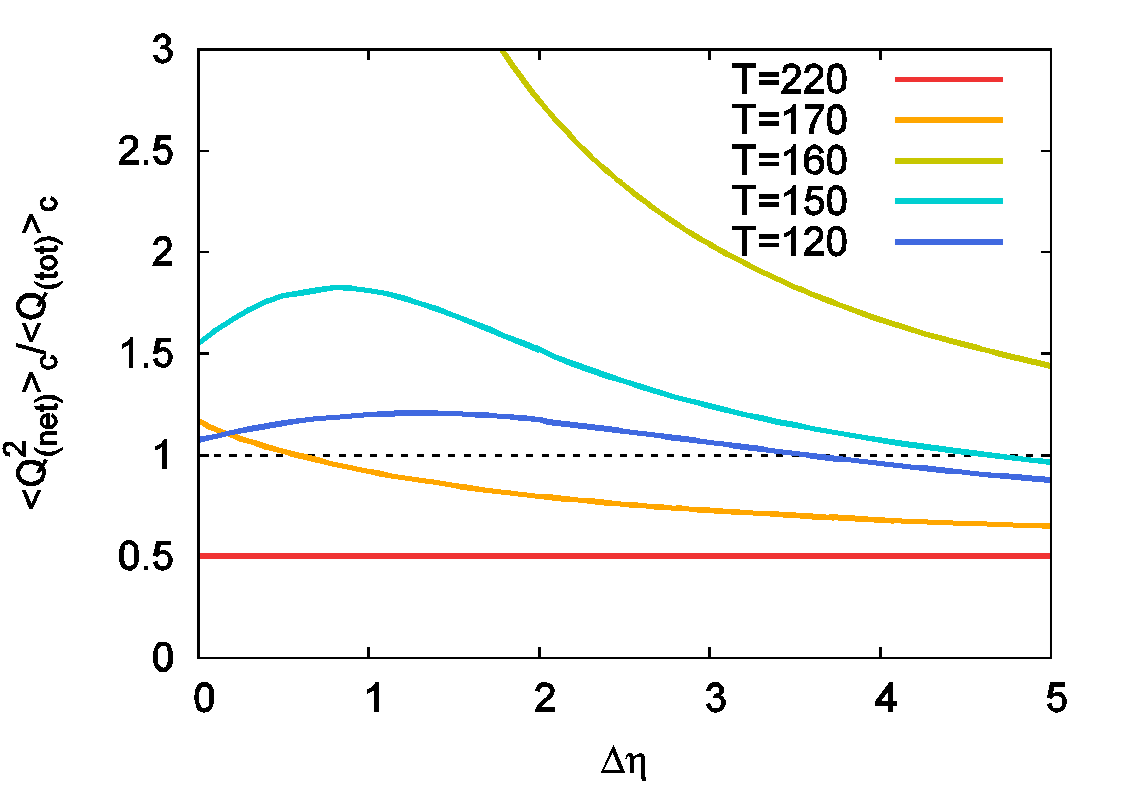 3
2.5
2
1.5
1
0.5
0
0 1 2 3 4 5
Δη
<Q²(net)>c/<Q(tot)>c
T=220
T=170
T=160
T=150
T=120